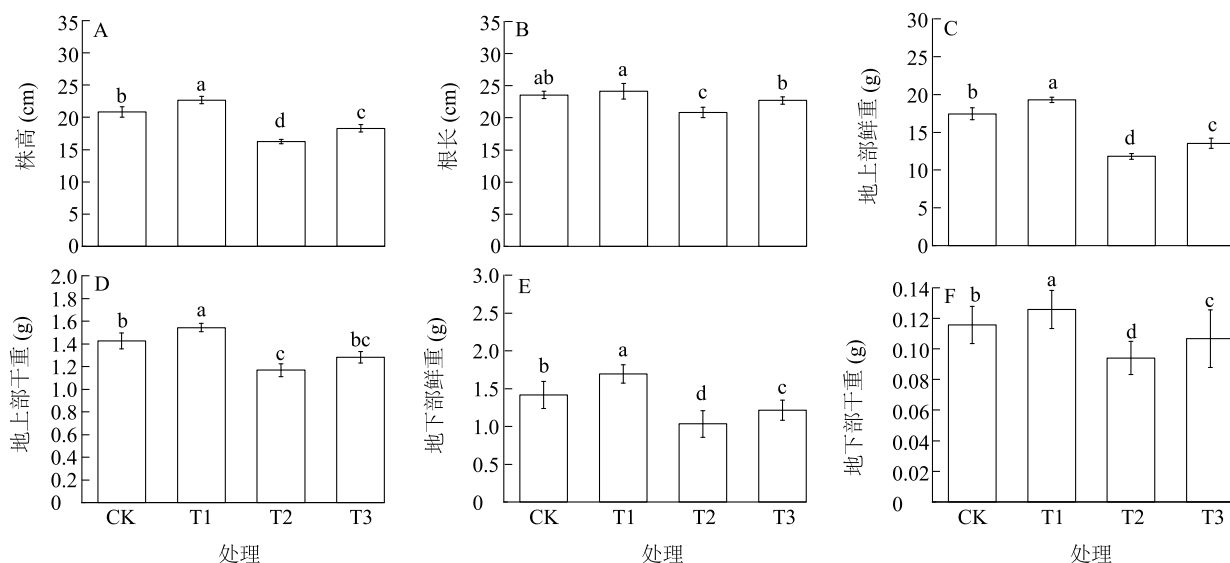 A
35
30
25
20
15
10
5
0
株高 (cm)
b
a
d
c
B
35
30
25
20
15
10
5
0
根长 (cm)
ab
a
c
b
C
30
25
20
15
10
5
0
地上部鲜重 (g)
b
a
d
c
D
2.0
1.8
1.6
1.4
1.2
1.0
0.8
0.6
0.4
0.2
0
地上部干重 (g)
b
a
c
bc
CK T1 T2 T3
处理
E
3.0
2.5
2.0
1.5
1.0
0.5
0
地下部鲜重 (g)
b
a
d
c
CK T1 T2 T3
处理
F
0.14
0.12
0.10
0.08
0.06
0.04
0.02
0
地下部干重 (g)
b
a
d
c
CK T1 T2 T3
处理